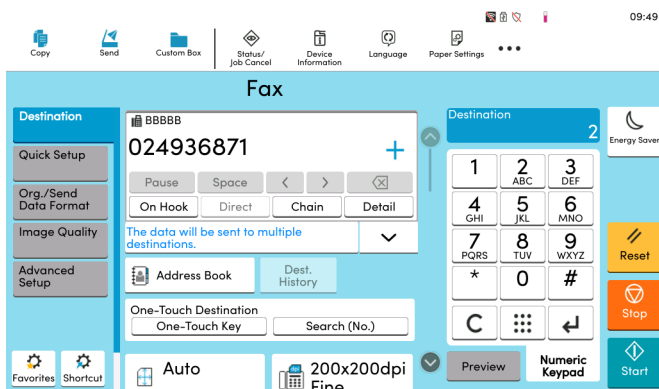 09:49
Copy
Send
Custom Box
Status/
Job Cancel
Device
Information
Language
Paper Settings
Fax
Destination
Quick Setup
Org./Send
Data Format
Image Quality
Advanced
Setup
Favorites
Shortcut
BBBBB
024936871
Pause
Space
On Hook
Direct
Chain
Detail
The data will be sent to multiple
destinations.
Address Book
Dest.
History
One-Touch Destination
One-Touch Key
Search (No.)
Auto
200x200dpi
Fine
Destination
2
1
2
ABC
3
DEF
4
GHI
5
JKL
6
MNO
7
PQRS
8
TUV
9
WXYZ
*
0
#
C
Preview
Numeric
Keypad
Energy Saver
Reset
Stop
Start